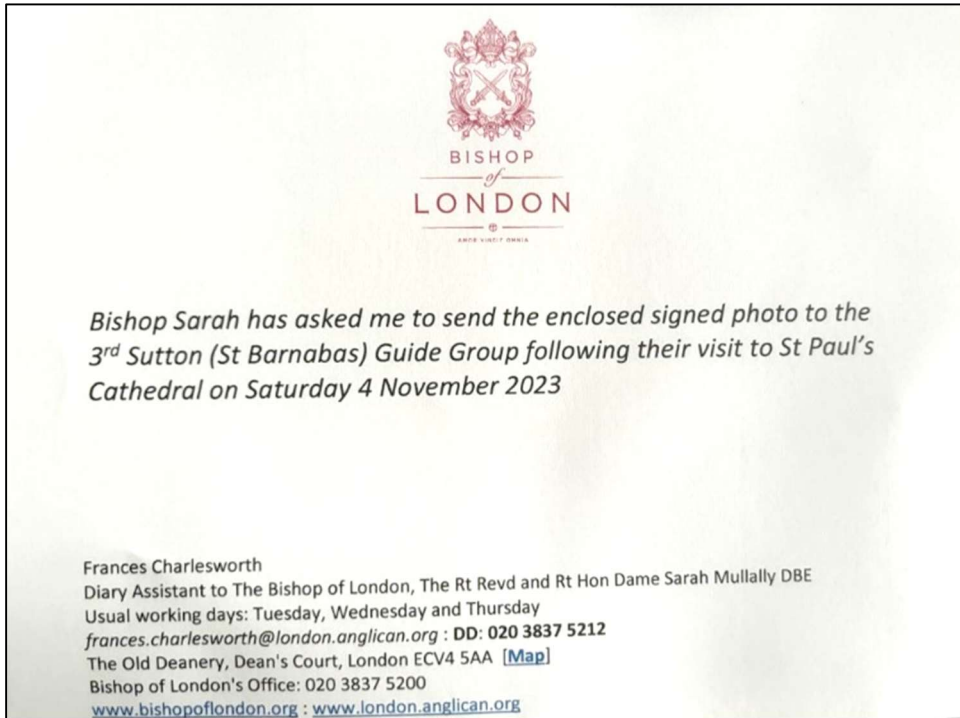 BISHOP
of
LONDON
AMOR VINCIT OMNIA
Bishop Sarah has asked me to send the enclosed signed photo to the
3rd Sutton (St Barnabas) Guide Group following their visit to St Paul's
Cathedral on Saturday 4 November 2023
Frances Charlesworth
Diary Assistant to The Bishop of London, The Rt Revd and Rt Hon Dame Sarah Mullally DBE
Usual working days: Tuesday, Wednesday and Thursday
frances.charlesworth@london.anglican.org : DD: 020 3837 5212
The Old Deanery, Dean's Court, London ECV4 5AA [Map]
Bishop of London's Office: 020 3837 5200
www.bishopoflondon.org : www.london.anglican.org